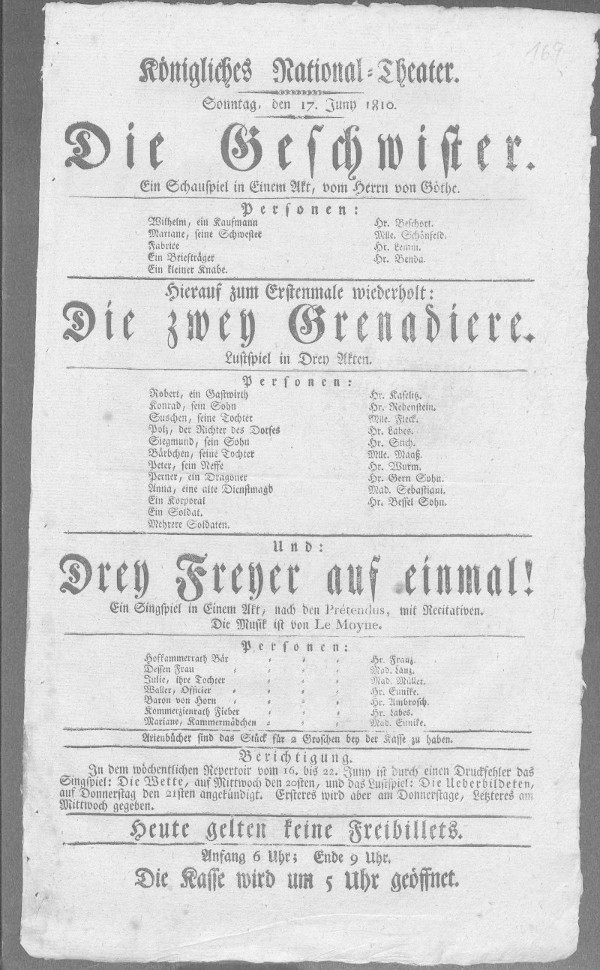 169
Königliches National-Theater.
Sonntag, den 17. Juny 1810.
Die Geschwister.
Ein Schauspiel in Einem Akt, vom Herrn von Göthe.
Personen:
Wilhelm, ein Kaufmann Hr. Beschort.
Mariane, seine Schwester Mlle. Schönfeld.
Fabrice Hr. Lemm.
Ein Briefträger Hr. Benda.
Ein kleiner Knabe.
Hierauf zum Erstenmale wiederholt:
Die zwey Grenadiere.
Lustspiel in Drey Akten.
Personen:
Robert, ein Gastwirth Hr. Kaselitz.
Konrad, sein Sohn Hr. Rebenstein.
Suschen, seine Tochter Mlle. Fleck.
Polz, der Richter des Dorfes Hr. Labes.
Siegmund, sein Sohn Hr. Stich.
Bärbchen, seine Tochter Mlle. Maaß.
Peter, sein Neffe Hr. Wurm.
Perner, ein Dragoner Hr. Gern Sohn.
Anna, eine alte Dienstmagd Mad. Sebastiani.
Ein Korporal Hr. Bessel Sohn.
Ein Soldat.
Mehrere Soldaten.
Und:
Drey Freyer auf einmal!
Ein Singspiel in Einem Akt, nach den Prétendus, mit Recitativen.
Die Musik ist von Le Moyne.
Personen:
Hofkammerrath Bär Hr. Franz.
Dessen Frau Mad. Lanz.
Julie, ihre Tochter Mad. Müller.
Waller, Officier Hr. Eunike.
Baron von Horn Hr. Ambrosch.
Kommerzienrath Fieber Hr. Labes.
Mariane, Kammermädchen Mad. Eunike.
Arienbücher sind das Stück für 2 Groschen bey der Kasse zu haben.
Berichtigung.
In dem wöchentlichen Repertoir vom 16. bis 22. Juny ist durch einen Druckfehler das
Singspiel: Die Wette, auf Mittwoch den 20sten, und das Lustspiel: Die Ueberbildeten,
auf Donnerstag den 21sten angekündigt. Ersteres wird aber am Donnerstage, Letzteres am
Mittwoch gegeben.
Heute gelten keine Freibillets.
Anfang 6 Uhr; Ende 9 Uhr.
Die Kasse wird um 5 Uhr geöffnet.